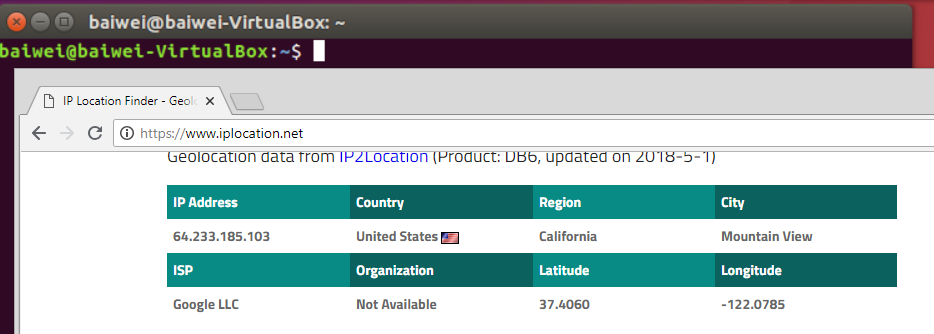 baiwei@baiwei-VirtualBox: ~
baiwei@baiwei-VirtualBox:~$
IP Location Finder - Geolo
https://www.iplocation.net
Geolocation data from IP2Location (Product: DB6, updated on 2018-5-1)
IP Address Country Region City
64.233.185.103 United States California Mountain View
ISP Organization Latitude Longitude
Google LLC Not Available 37.4060 -122.0785